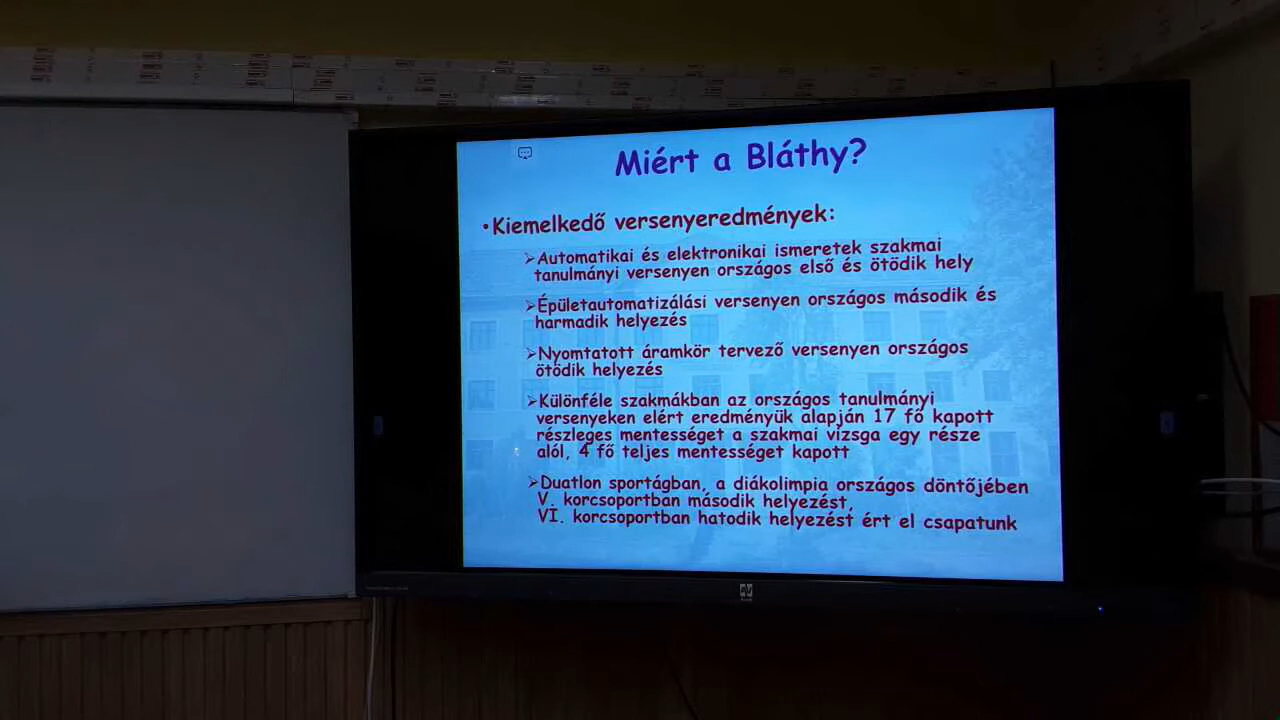 Miért a Bláthy?
•Kiemelkedő versenyeredmények:
➢Automatikai és elektronikai ismeretek szakmai
tanulmányi versenyen országos első és ötödik hely
➢Épületautomatizálási versenyen országos második és
harmadik helyezés
➢Nyomtatott áramkör tervező versenyen országos
ötödik helyezés
➢Különféle szakmákban az országos tanulmányi
versenyeken elért eredményük alapján 17 fő kapott
részleges mentességet a szakmai vizsga egy része
alól, 4 fő teljes mentességet kapott
➢Duatlon sportágban, a diákolimpia országos döntőjében
V. korcsoportban második helyezést,
VI. korcsoportban hatodik helyezést ért el csapatunk